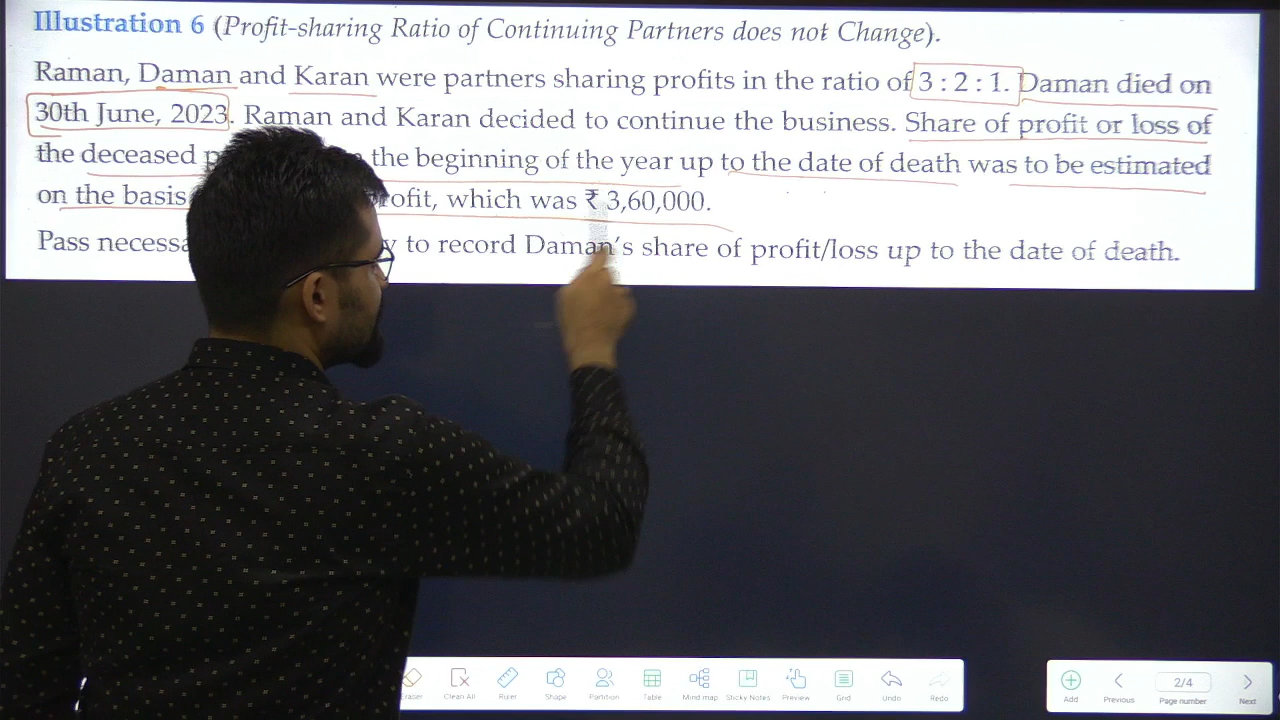 Illustration 6 (Profit-sharing Ratio of Continuing Partners does not Change).
Raman, Daman and Karan were partners sharing profits in the ratio of 3 : 2 : 1. Daman died on
30th June, 2023. Raman and Karan decided to continue the business. Share of profit or loss of
the deceased the beginning of the year up to the date of death was to be estimated
on the basis which was ₹ 3,60,000.
Pass to record Daman's share of profit/loss up to the date of death.
Clean All Ruler Shape Partition Table Mind map Sticky Notes Preview Grid Undo Redo
Add Previous 2/4 Page number Next